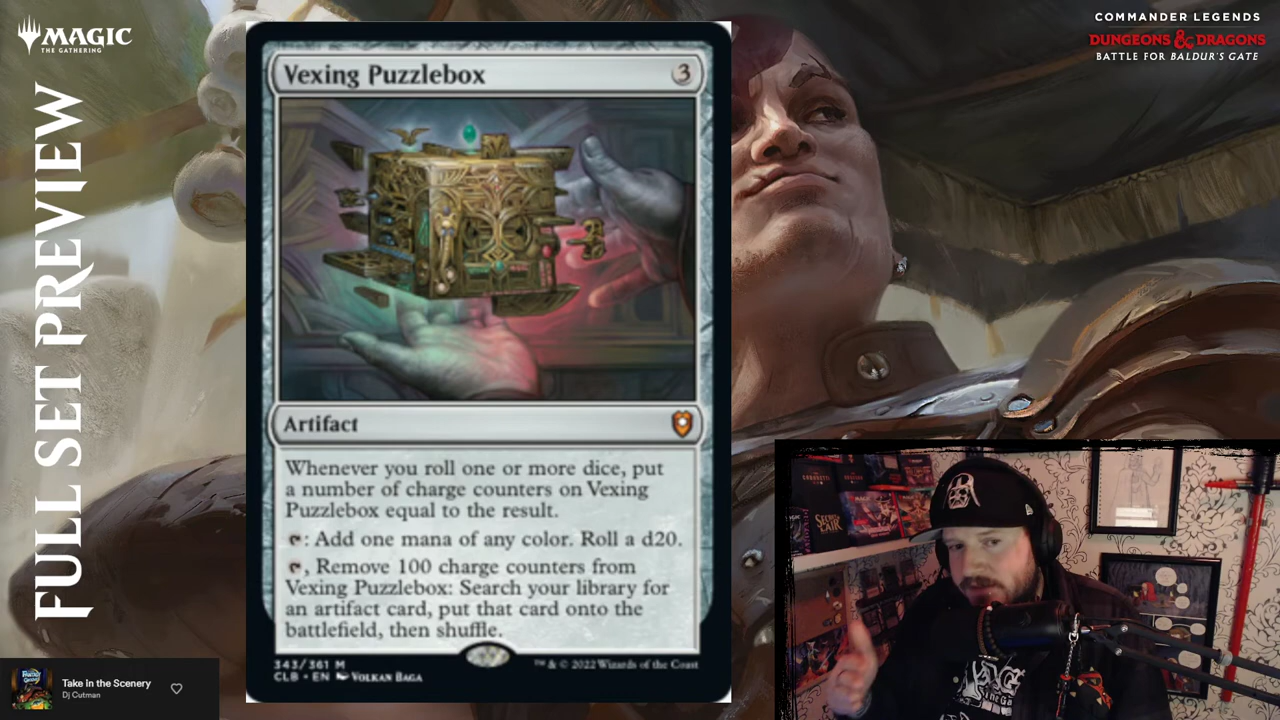 MAGIC
THE GATHERING
FULL SET PREVIEW
COMMANDER LEGENDS
DUNGEONS & DRAGONS
BATTLE FOR BALDUR'S GATE
Vexing Puzzlebox 3
Artifact
Whenever you roll one or more dice, put
a number of charge counters on Vexing
Puzzlebox equal to the result.
: Add one mana of any color. Roll a d20.
, Remove 100 charge counters from
Vexing Puzzlebox: Search your library for
an artifact card, put that card onto the
battlefield, then shuffle.
343/361 M
CLB • EN VOLKAN BAGA
™ & © 2022 Wizards of the Coast
Take in the Scenery
Dj Cutman
SECRET
LAIR